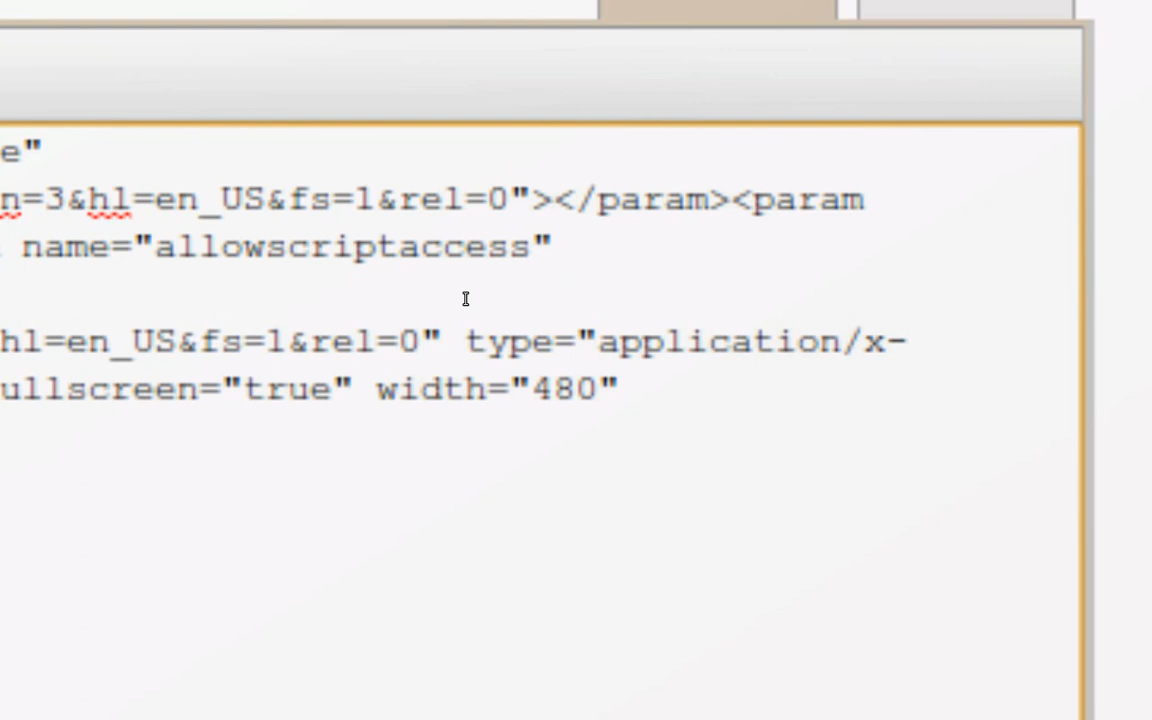 e"
n=3&hl=en_US&fs=1&rel=0"></param><param
name="allowscriptaccess"
hl=en_US&fs=1&rel=0" type="application/x-
ullscreen="true" width="480"